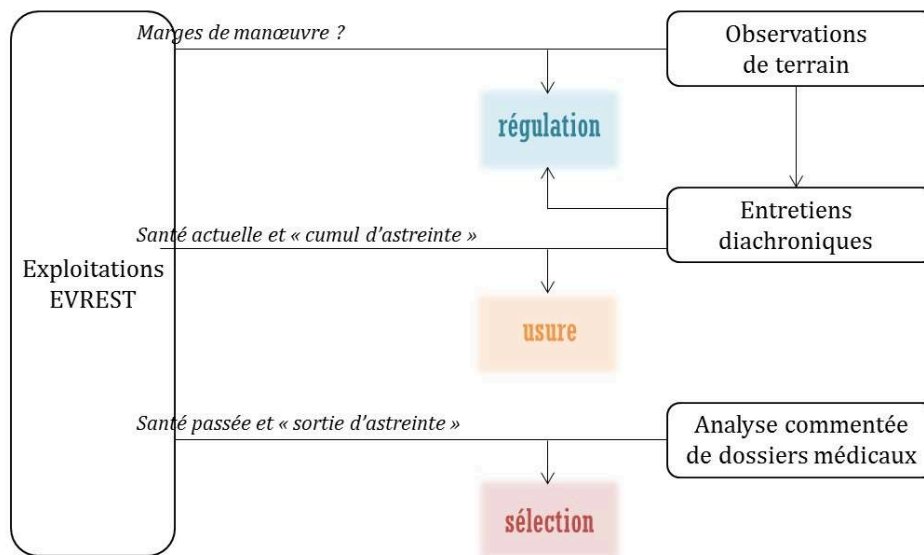 Marges de manœuvre ?
Observations
de terrain
régulation
Entretiens
diachroniques
Santé actuelle et « cumul d'astreinte »
Exploitations
EVREST
usure
Santé passée et « sortie d'astreinte »
Analyse commentée
de dossiers médicaux
sélection